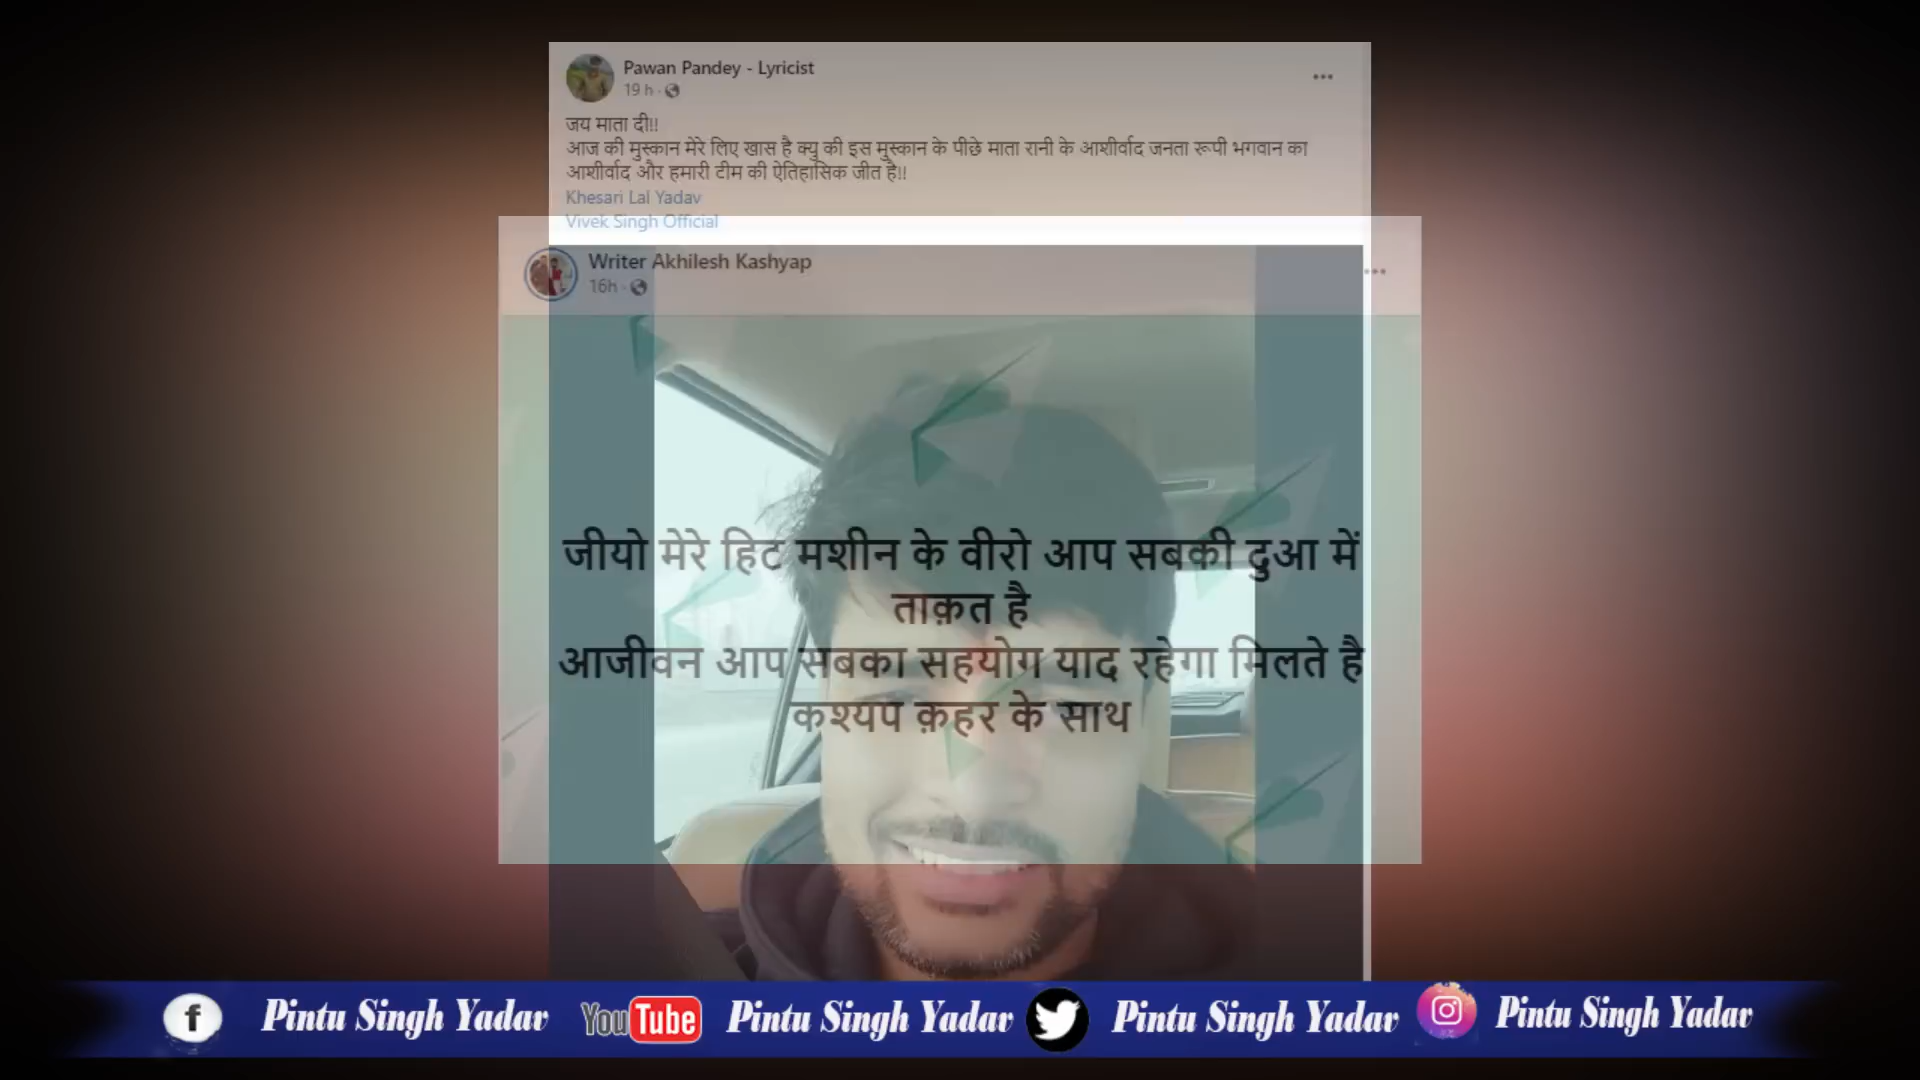 Pawan Pandey - Lyricist
19 h
जय माता दी!!
आज की मुस्कान मेरे लिए खास है क्यु की इस मुस्कान के पीछे माता रानी के आशीर्वाद जनता रूपी भगवान का
आशीर्वाद और हमारी टीम की ऐतिहासिक जीत है!!
Khesari Lal Yadav
Vivek Singh Official
Writer Akhilesh Kashyap
16h
जीयो मेरे हिट मशीन के वीरो आप सबकी दुआ में
ताक़त है
आजीवन आप सबका सहयोग याद रहेगा मिलते है
कश्यप क़हर के साथ
f Pintu Singh Yadav YouTube Pintu Singh Yadav Pintu Singh Yadav Pintu Singh Yadav